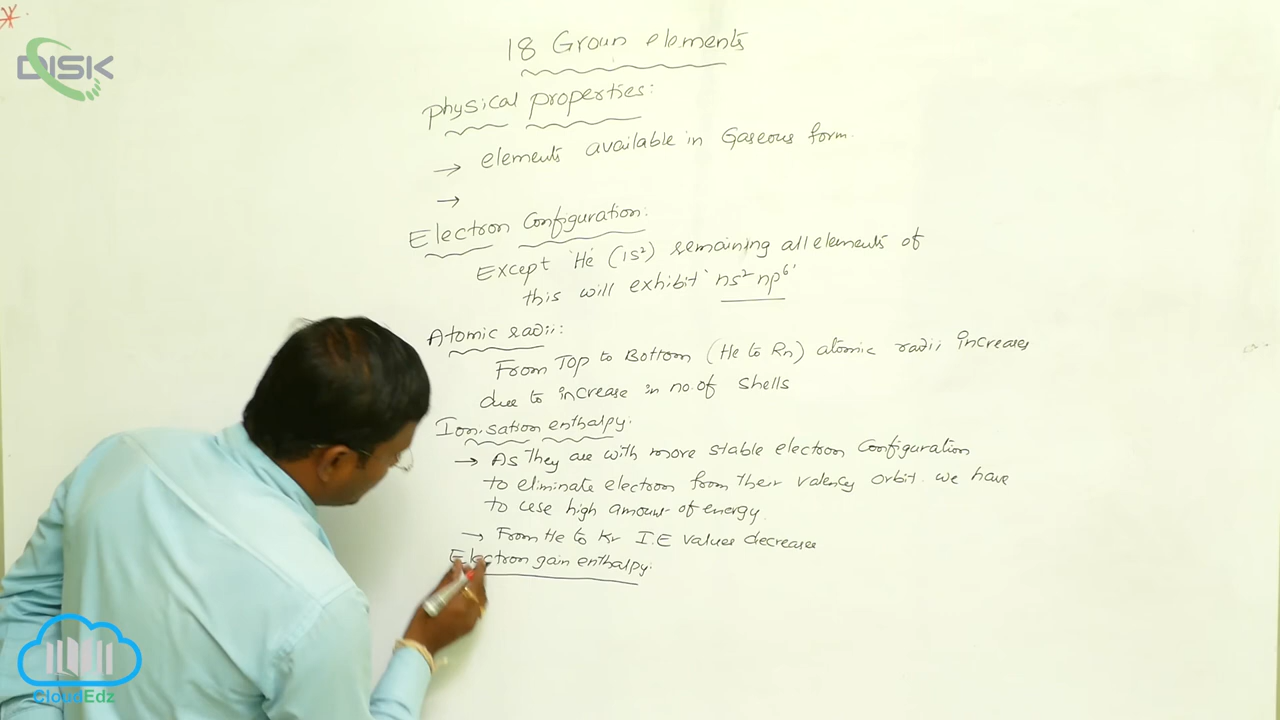 DISK
18 Group elements
physical properties:
→ elements available in Gaseous form.
→
Electron Configuration:
Except 'He' (1s²) remaining all elements of
this will exhibit 'ns² np⁶'
Atomic radii:
From Top to Bottom (He to Rn) atomic radii increases
due to increase in no. of shells
Ionisation enthalpy:
→ As They are with more stable electron Configuration
to eliminate electron from their valency orbit. we have
to use high amount of energy.
→ From He to Kr I.E values decreases
Electron gain enthalpy:
CloudEdz